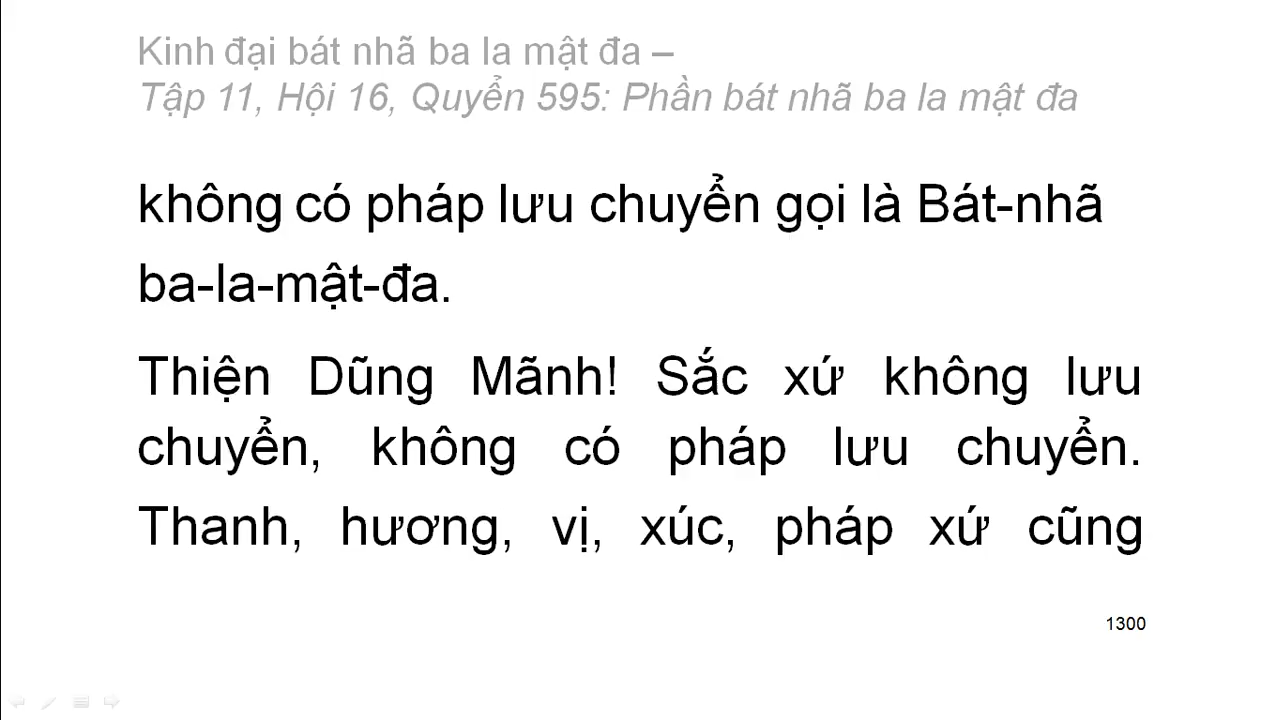 Kinh đại bát nhã ba la mật đa –
Tập 11, Hội 16, Quyển 595: Phần bát nhã ba la mật đa
không có pháp lưu chuyển gọi là Bát-nhã
ba-la-mật-đa.
Thiện Dũng Mãnh! Sắc xứ không lưu
chuyển, không có pháp lưu chuyển.
Thanh, hương, vị, xúc, pháp xứ cũng
1300